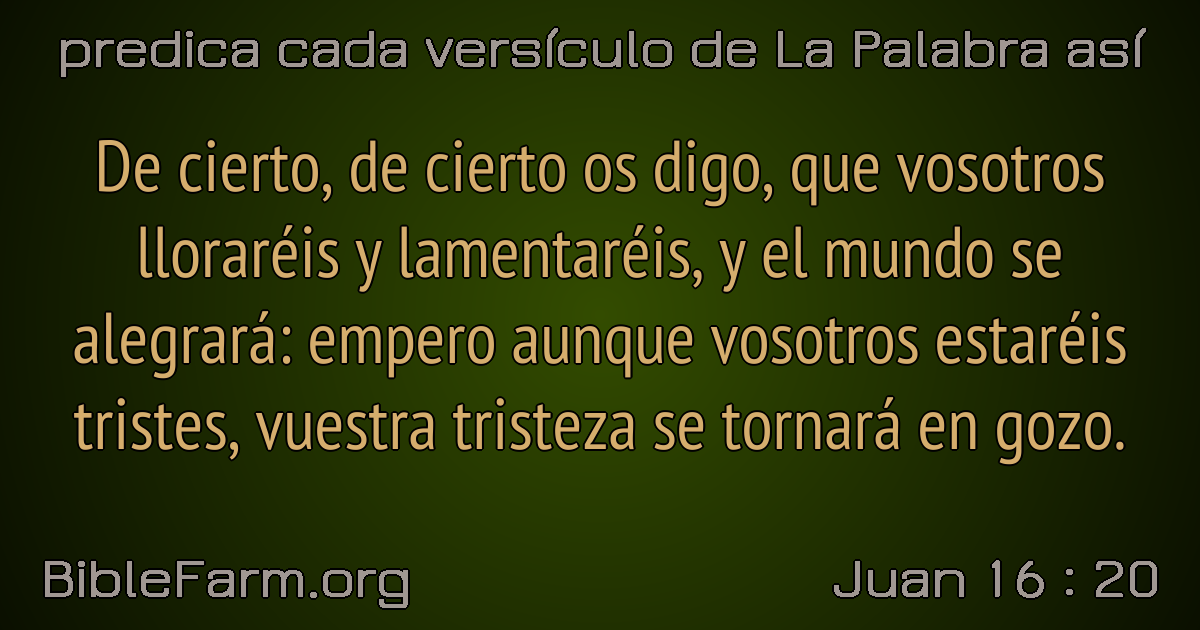 predica cada versículo de La Palabra así
De cierto, de cierto os digo, que vosotros
lloraréis y lamentaréis, y el mundo se
alegrará: empero aunque vosotros estaréis
tristes, vuestra tristeza se tornará en gozo.
BibleFarm.org
Juan 16 : 20